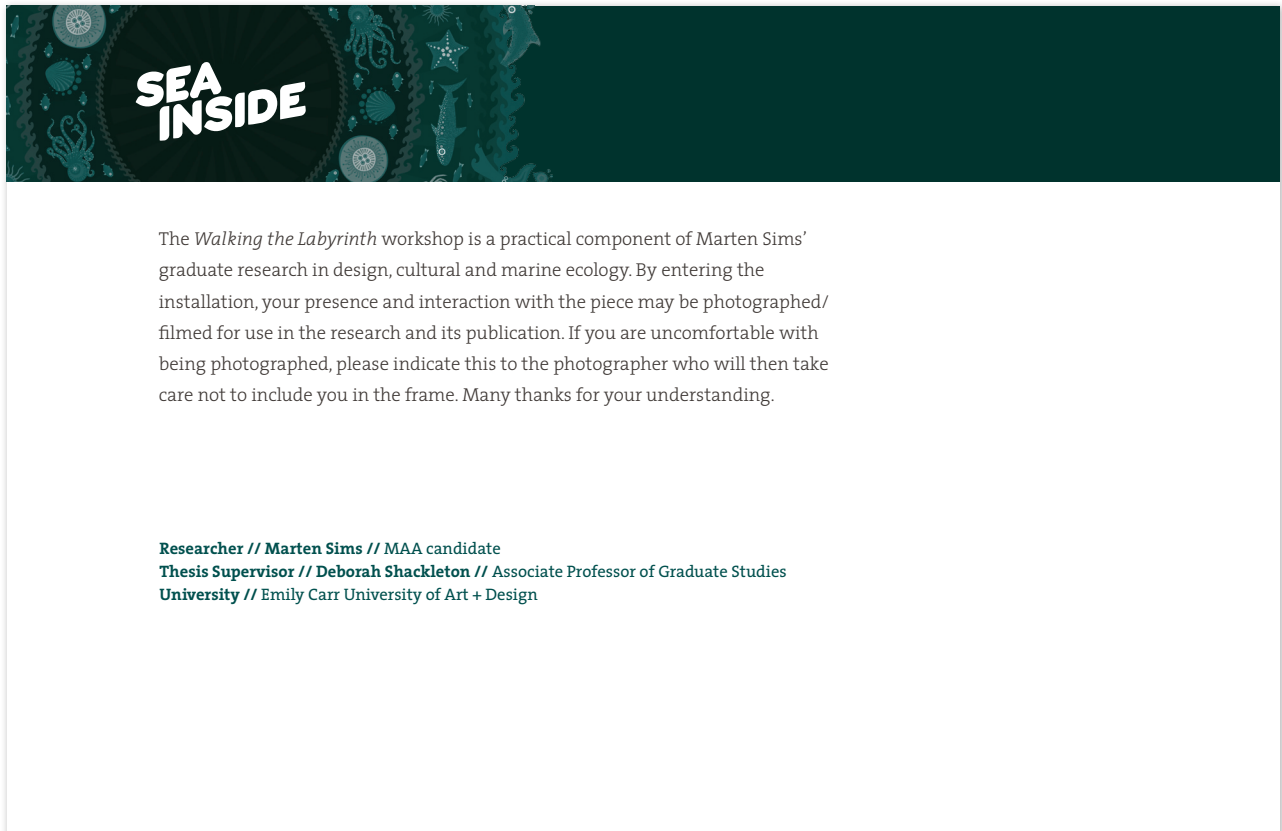 SEA
INSIDE
The Walking the Labyrinth workshop is a practical component of Marten Sims’
graduate research in design, cultural and marine ecology. By entering the
installation, your presence and interaction with the piece may be photographed/
filmed for use in the research and its publication. If you are uncomfortable with
being photographed, please indicate this to the photographer who will then take
care not to include you in the frame. Many thanks for your understanding.
Researcher // Marten Sims // MAA candidate
Thesis Supervisor // Deborah Shackleton // Associate Professor of Graduate Studies
University // Emily Carr University of Art + Design